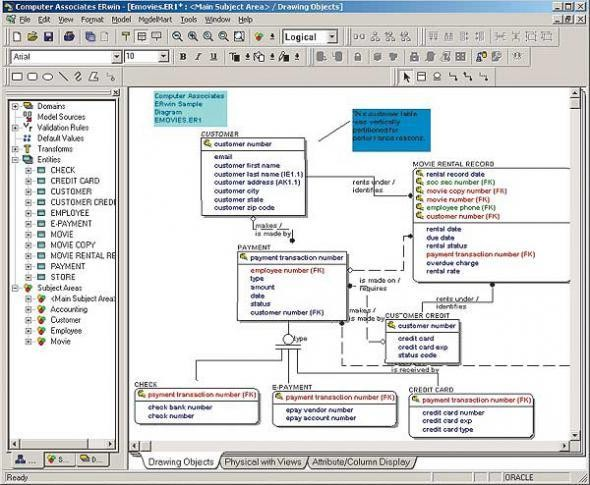 Computer Associates ERwin - [Emovies.ER1* : <Main Subject Area> / Drawing Objects]
File Edit View Format Model ModelMart Tools Window Help
Logical
Arial 10 B I U
Domains
Model Sources
Validation Rules
Default Values
Transforms
Entities
CHECK
CREDIT CARD
CUSTOMER
CUSTOMER CREDI
EMPLOYEE
E-PAYMENT
MOVIE
MOVIE COPY
MOVIE RENTAL RE
PAYMENT
STORE
Subject Areas
<Main Subject Area
Accounting
Customer
Employee
Movie
Computer Associates
ERwin Sample
Diagram
EMOVIES.ER1
This customer table
was vertically
partitioned for
performance reasons.
CUSTOMER
customer number
email
customer first name
customer last name (IE1.1)
customer address (AK1.1)
customer city
customer state
customer zip code
rents under /
identifies
MOVIE RENTAL RECORD
rental record date
soc sec number (FK)
movie copy number (FK)
movie number (FK)
employee phone (FK)
customer number (FK)
rental date
due date
rental status
payment transaction number (FK)
overdue charge
rental rate
makes /
is made by
PAYMENT
payment transaction number
employee number (FK)
type
amount
date
status
customer number (FK)
is made on /
requires
makes /
is made by
rents under/
identifies
CUSTOMER CREDIT
customer number
credit card
credit card exp
status code
is received by
type
CHECK
payment transaction number (FK)
check bank number
check number
E-PAYMENT
payment transaction number (FK)
epay vendor number
epay account number
CREDIT CARD
payment transaction number (FK)
credit card number
credit card exp
credit card type
Drawing Objects Physical with Views Attribute/Column Display
Ready ORACLE